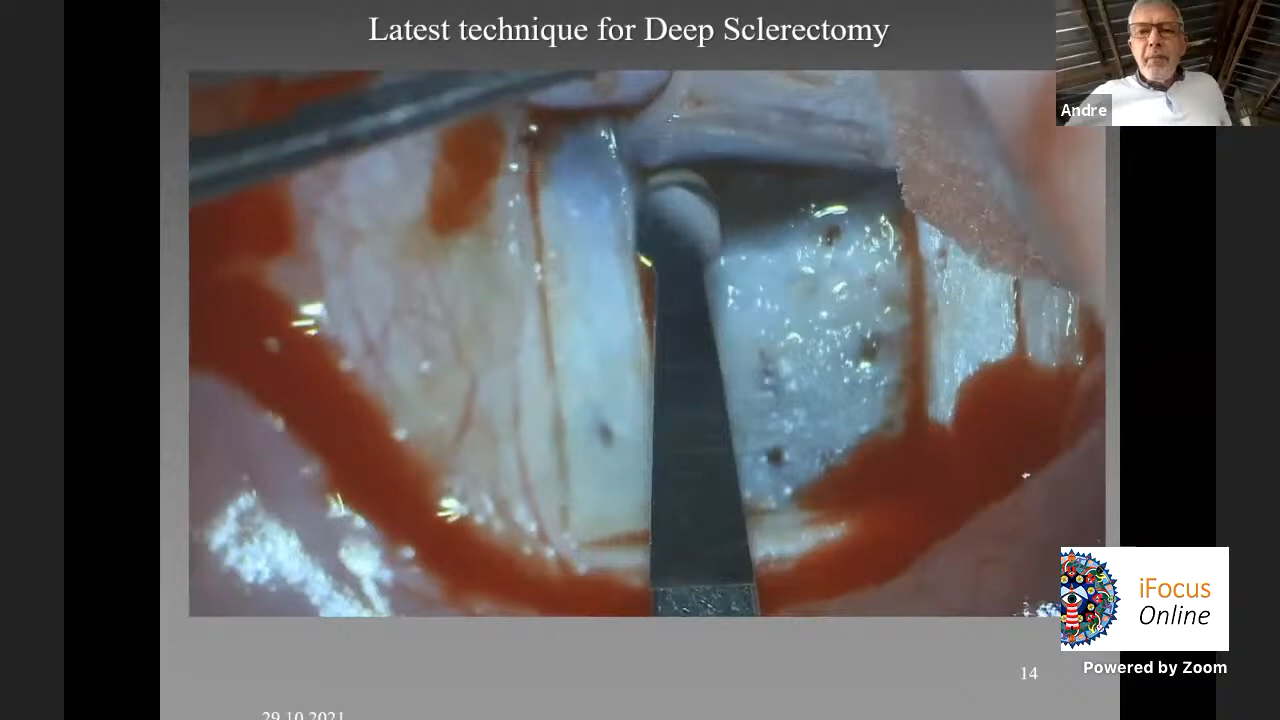 Latest technique for Deep Sclerectomy
Andre
iFocus
Online
Powered by Zoom
14
29.10.2021